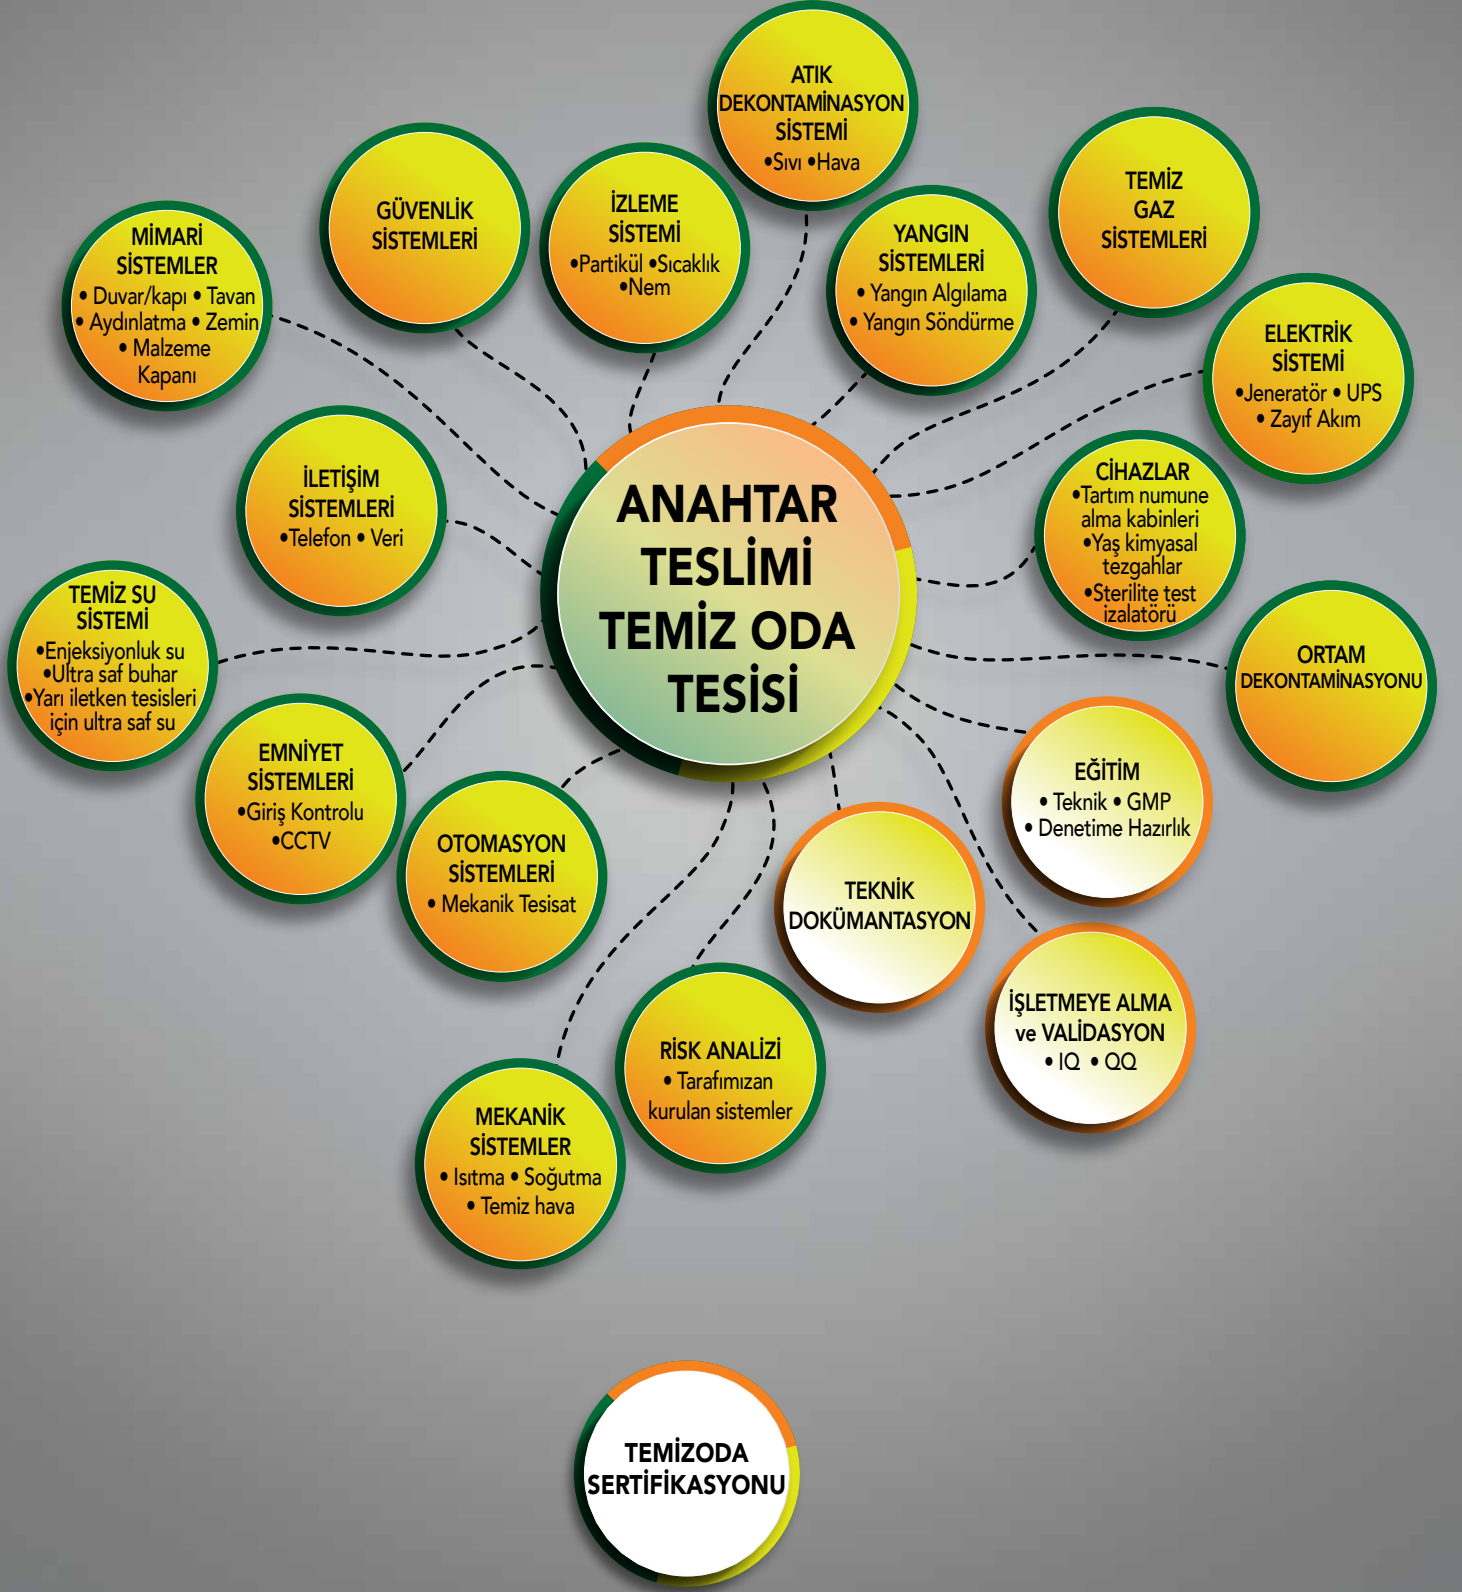 ATIK
DEKONTAMİNASYON
SİSTEMİ
•Sıvı •Hava
TEMİZ
GAZ
SİSTEMLERİ
GÜVENLİK
SİSTEMLERİ
İZLEME
SİSTEMİ
•Partikül •Sıcaklık
•Nem
YANGIN
SİSTEMLERİ
• Yangın Algılama
• Yangın Söndürme
MİMARİ
SİSTEMLER
• Duvar/kapı • Tavan
• Aydınlatma • Zemin
• Malzeme
Kapanı
ELEKTRİK
SİSTEMİ
•Jeneratör • UPS
• Zayıf Akım
İLETİŞİM
SİSTEMLERİ
•Telefon • Veri
ANAHTAR
TESLİMİ
TEMİZ ODA
TESİSİ
CİHAZLAR
•Tartım numune
alma kabinleri
•Yaş kimyasal
tezgahlar
•Sterilite test
izalatörü
TEMİZ SU
SİSTEMİ
•Enjeksiyonluk su
•Ultra saf buhar
•Yarı iletken tesisleri
için ultra saf su
ORTAM
DEKONTAMİNASYONU
EMNİYET
SİSTEMLERİ
•Giriş Kontrolu
•CCTV
EĞİTİM
• Teknik • GMP
• Denetime Hazırlık
OTOMASYON
SİSTEMLERİ
• Mekanik Tesisat
TEKNİK
DOKÜMANTASYON
İŞLETMEYE ALMA
ve VALİDASYON
• IQ • QQ
RİSK ANALİZİ
• Tarafımızan
kurulan sistemler
MEKANİK
SİSTEMLER
• Isıtma • Soğutma
• Temiz hava
TEMİZODA
SERTİFİKASYONU